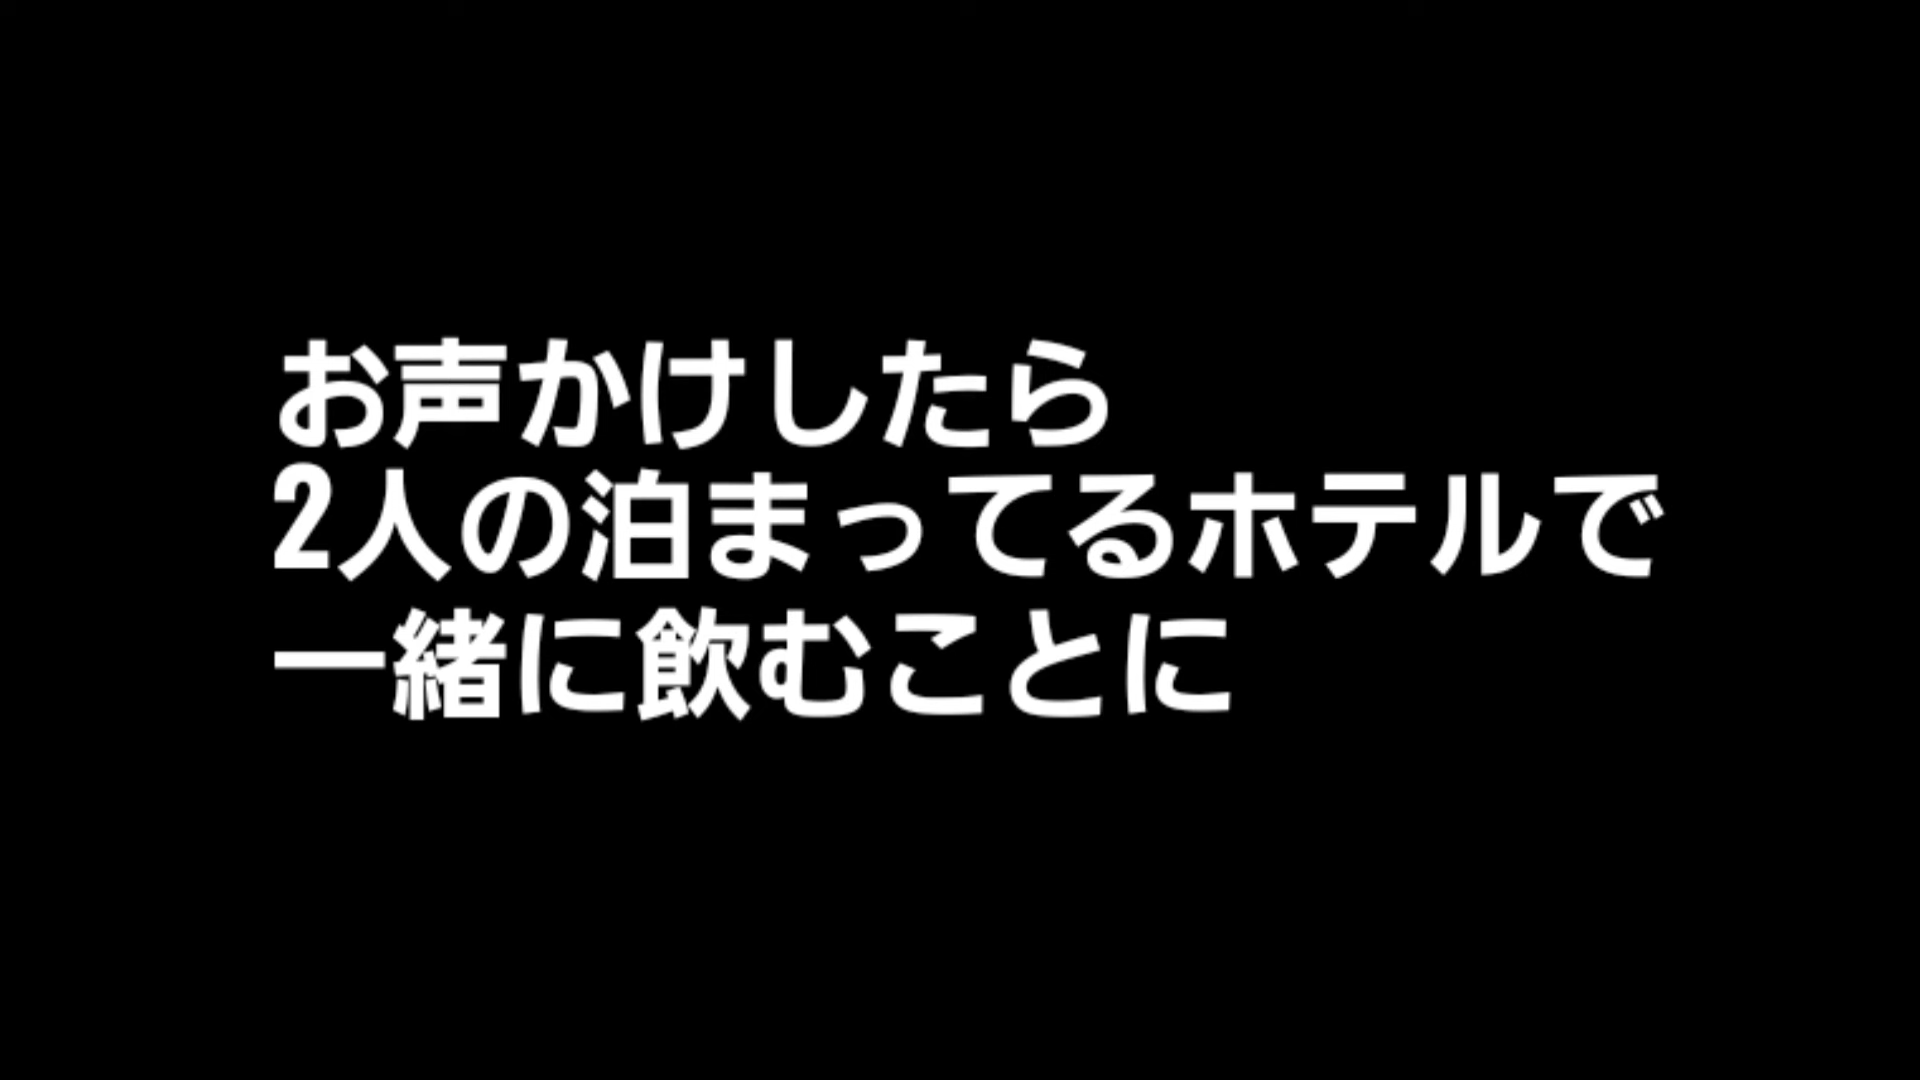 お声かけしたら
2人の泊まってるホテルで
一緒に飲むことに